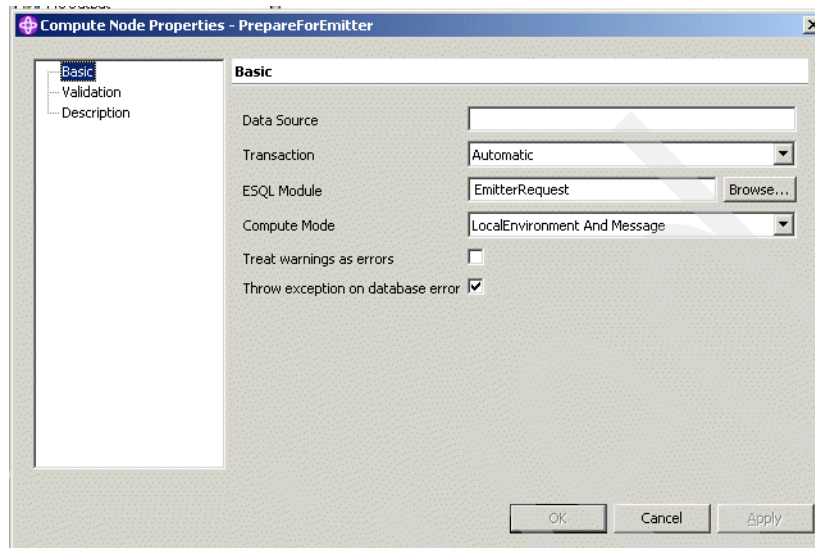 Compute Node Properties - PrepareForEmitter
Basic
Validation
Description
Basic
Data Source
Transaction Automatic
ESQL Module EmitterRequest Browse...
Compute Mode LocalEnvironment And Message
Treat warnings as errors
Throw exception on database error
OK Cancel Apply